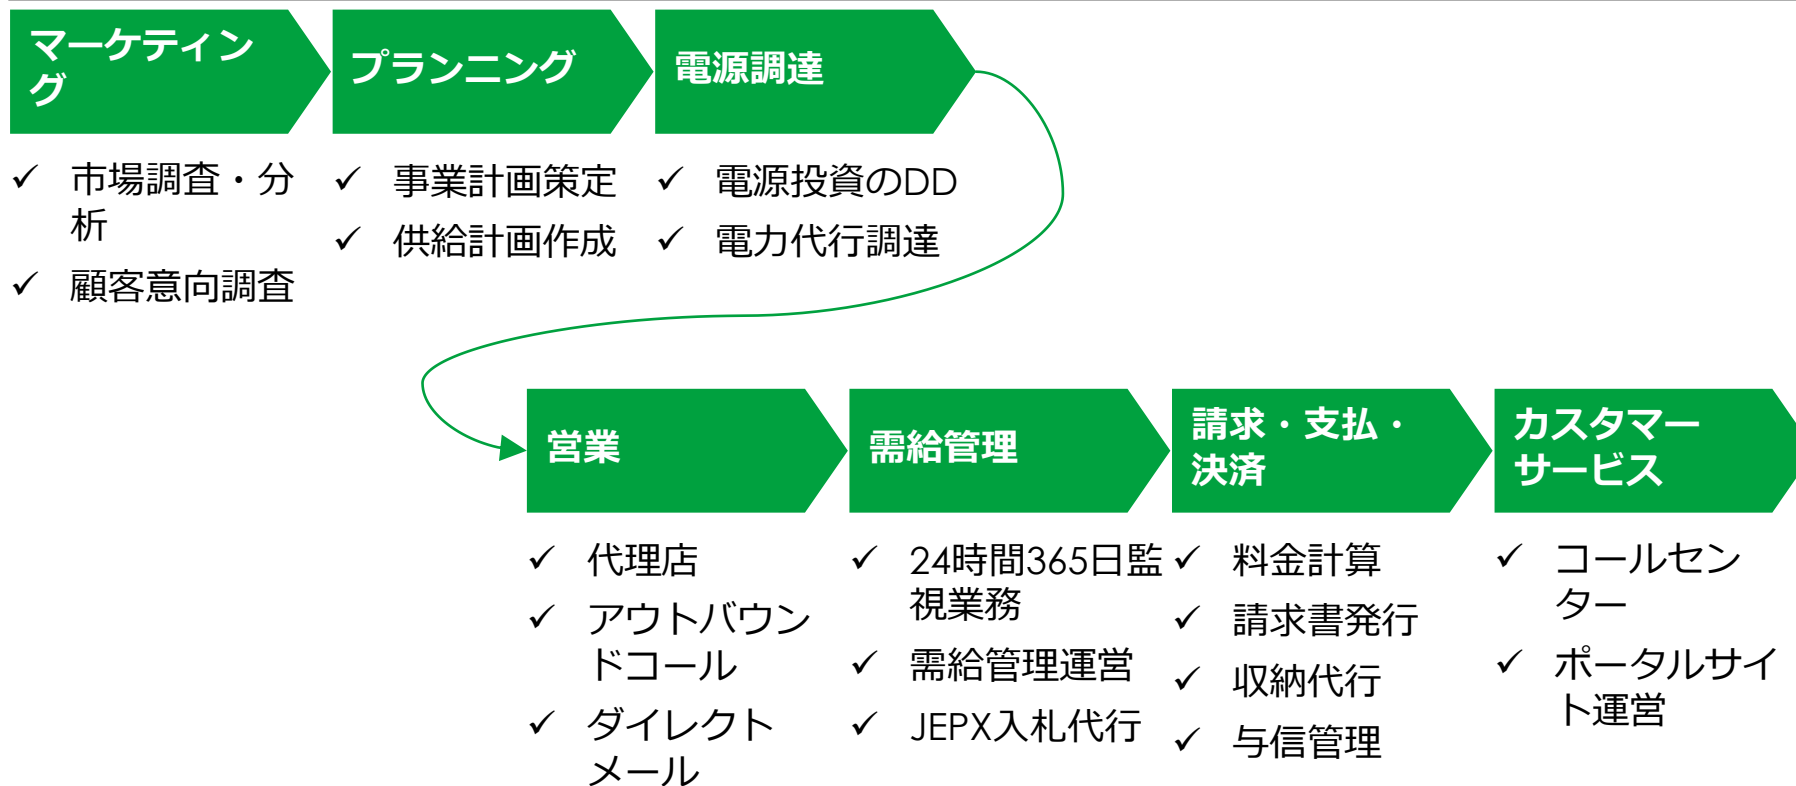 マーケティン
グ
プランニング
電源調達
✓ 市場調査・分
析
✓ 顧客意向調査
✓ 事業計画策定
✓ 供給計画作成
✓ 電源投資のDD
✓ 電力代行調達
営業
需給管理
請求・支払・
決済
カスタマー
サービス
✓ 代理店
✓ アウトバウン
ドコール
✓ ダイレクト
メール
✓ 24時間365日監
視業務
✓ 需給管理運営
✓ JEPX入札代行
✓ 料金計算
✓ 請求書発行
✓ 収納代行
✓ 与信管理
✓ コールセン
ター
✓ ポータルサイ
ト運営